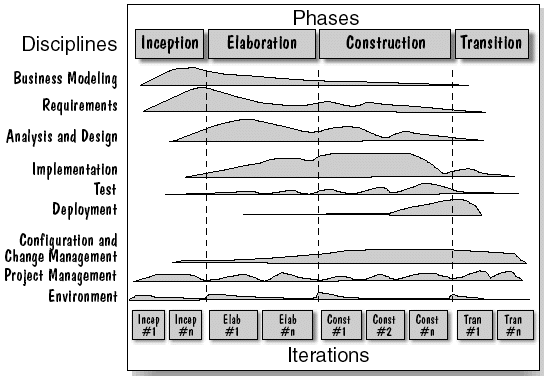 Phases
Disciplines
Inception Elaboration Construction Transition
Business Modeling
Requirements
Analysis and Design
Implementation
Test
Deployment
Configuration and
Change Management
Project Management
Environment
Incep Incep Elab Elab Const Const Const Tran Tran
#1 #n #1 #n #1 #2 #n #1 #n
Iterations